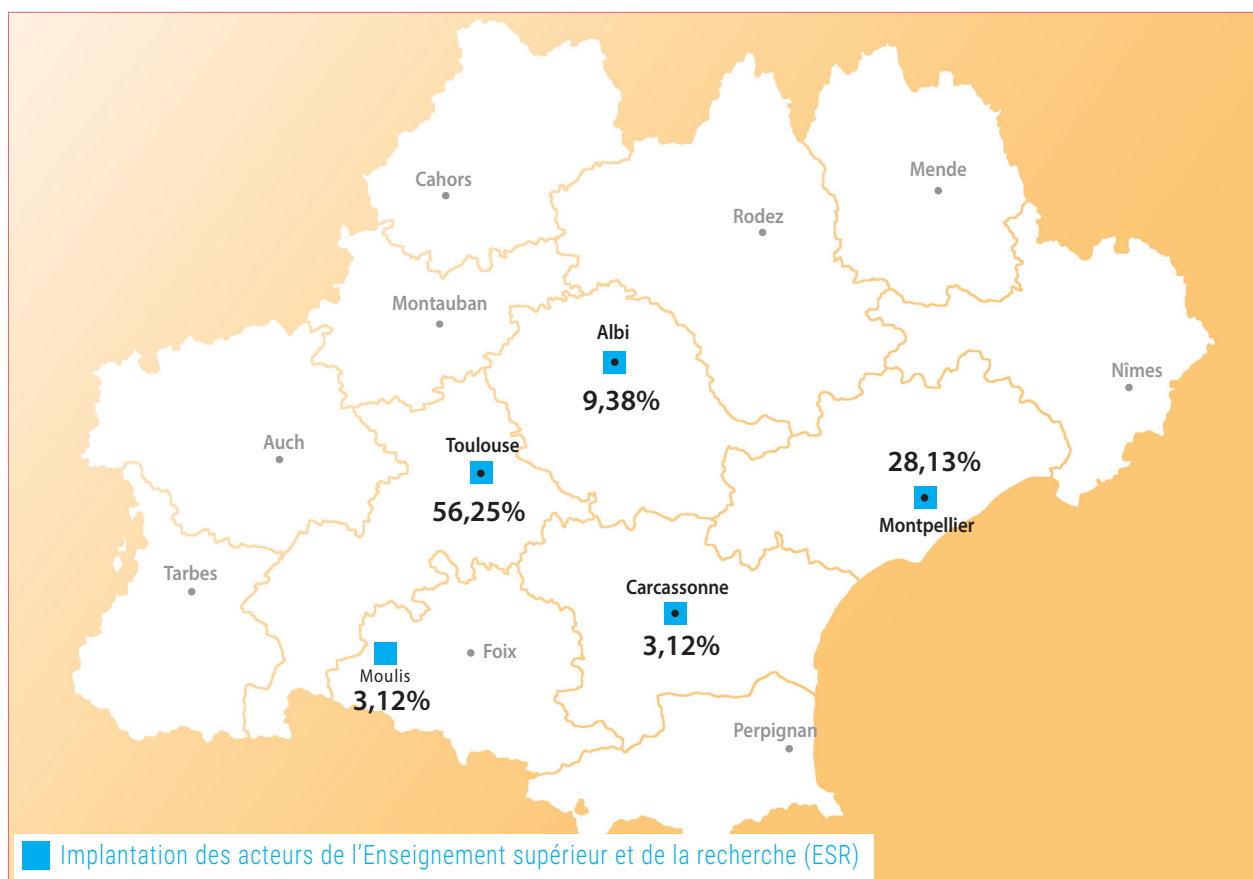 Cahors
Mende
Rodez
Montauban
Albi
9,38%
Nîmes
Auch
Toulouse
56,25%
28,13%
Montpellier
Tarbes
Carcassonne
3,12%
Foix
Moulis
3,12%
Perpignan
Implantation des acteurs de l'Enseignement supérieur et de la recherche (ESR)